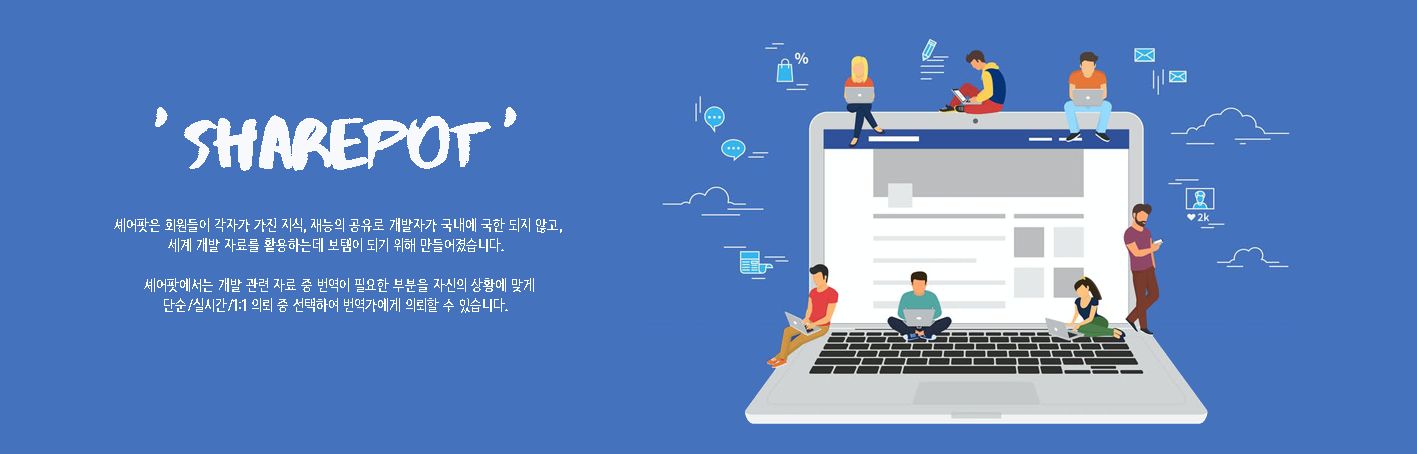 ' SHAREPOT '
셰어팟은 회원들이 각자가 가진 지식, 재능의 공유로 개발자가 국내에 국한 되지 않고,
세계 개발 자료를 활용하는데 보탬이 되기 위해 만들어졌습니다.
셰어팟에서는 개발 관련 자료 중 번역이 필요한 부분을 자신의 상황에 맞게
단순/실시간/1:1 의뢰 중 선택하여 번역가에게 의뢰할 수 있습니다.
%
2k